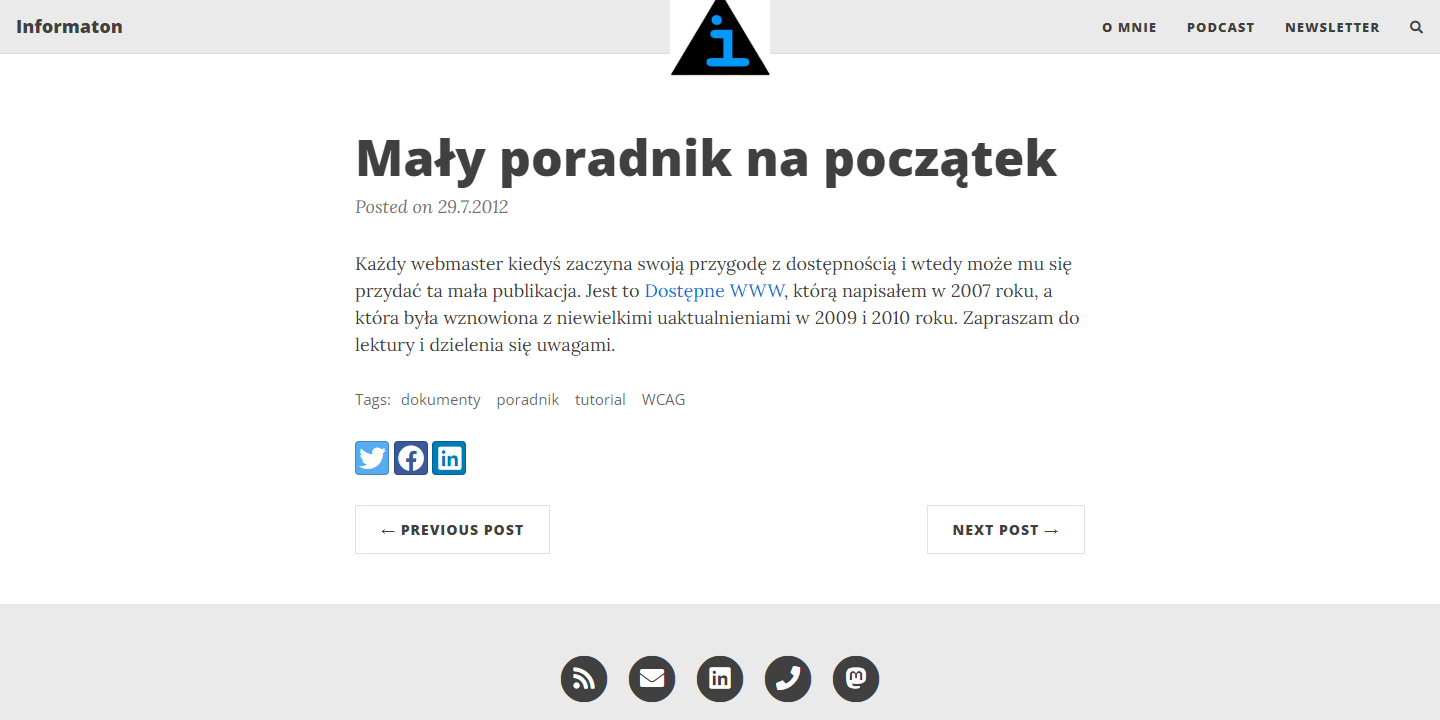 Informaton
i
O MNIE
PODCAST
NEWSLETTER
Mały poradnik na początek
Posted on 29.7.2012
Każdy webmaster kiedyś zaczyna swoją przygodę z dostępnością i wtedy może mu się
przydać ta mała publikacja. Jest to Dostępne WWW, którą napisałem w 2007 roku, a
która była wznowiona z niewielkimi uaktualnieniami w 2009 i 2010 roku. Zapraszam do
lektury i dzielenia się uwagami.
Tags: dokumenty poradnik tutorial WCAG
← PREVIOUS POST
NEXT POST →